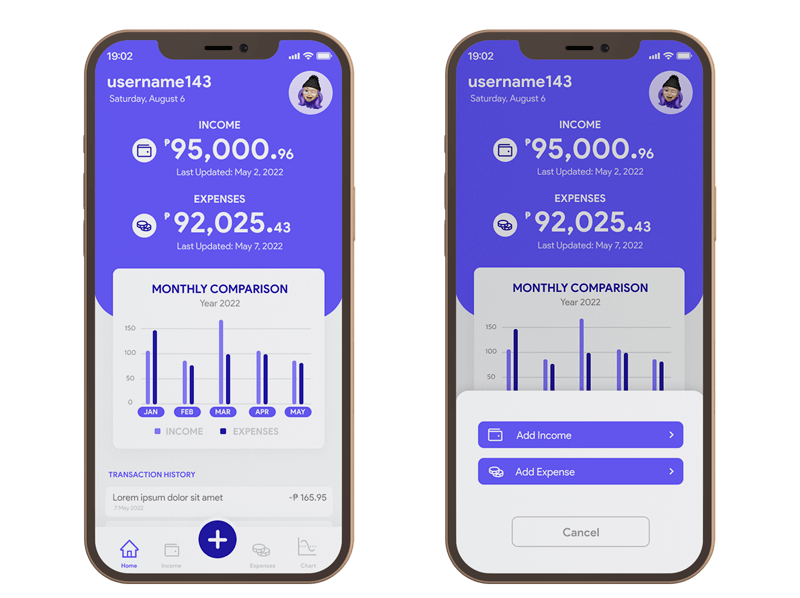 19:02
username143
Saturday, August 6
INCOME
₱95,000.96
Last Updated: May 2, 2022
EXPENSES
₱92,025.43
Last Updated: May 7, 2022
MONTHLY COMPARISON
Year 2022
150
100
50
0
JAN FEB MAR APR MAY
INCOME EXPENSES
TRANSACTION HISTORY
Lorem ipsum dolor sit amet -₱ 165.95
7 May 2022
Home Income Expenses Chart
19:02
username143
Saturday, August 6
INCOME
₱95,000.96
Last Updated: May 2, 2022
EXPENSES
₱92,025.43
Last Updated: May 7, 2022
MONTHLY COMPARISON
Year 2022
150
100
50
Add Income
Add Expense
Cancel